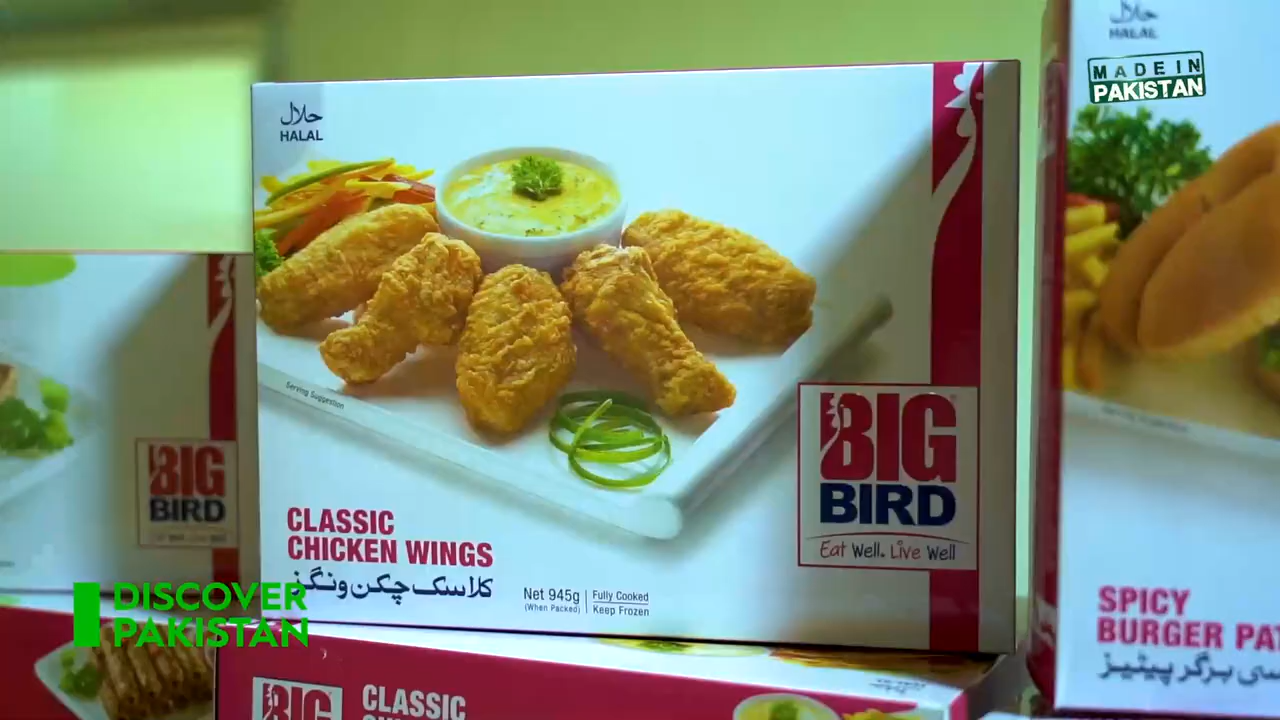 حلال
HALAL
MADE IN
PAKISTAN
حلال
HALAL
Serving Suggestion
BIG
BIRD
Eat Well. Live Well
BIG
BIRD
CLASSIC
CHICKEN WINGS
کلاسک چکن ونگز
Net 945g
(When Packed)
Fully Cooked
Keep Frozen
DISCOVER
PAKISTAN
SPICY
BURGER PA
سی برگر پیٹیز
BIG
CLASSIC